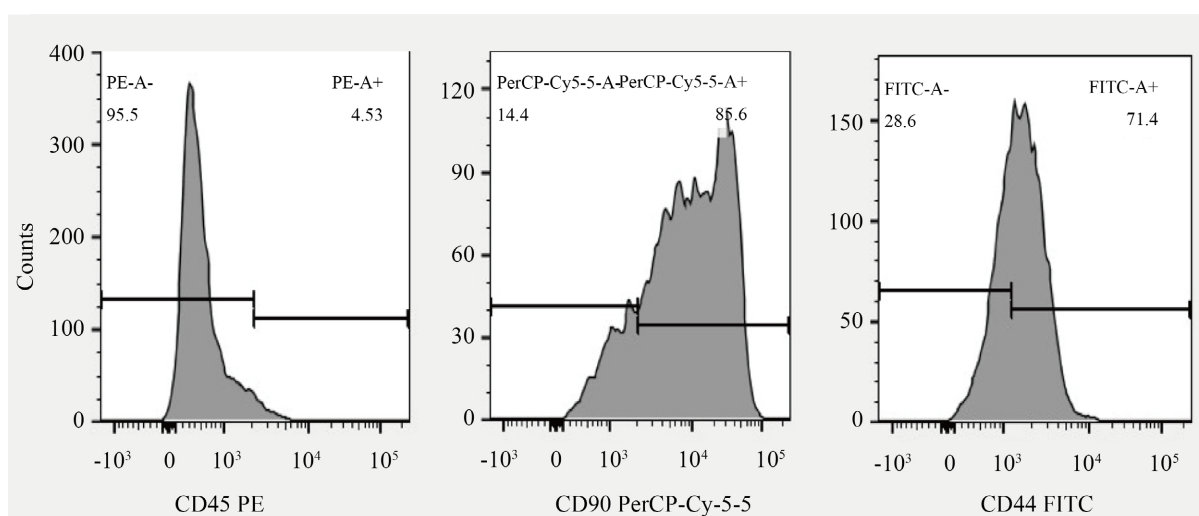 400
300
200
100
0
Counts
PE-A-
95.5
PE-A+
4.53
-10³ 0 10³ 10⁴ 10⁵
CD45 PE
120
90
60
30
0
PerCP-Cy5-5-A-
14.4
PerCP-Cy5-5-A+
85.6
-10³ 0 10³ 10⁴ 10⁵
CD90 PerCP-Cy-5-5
150
100
50
0
FITC-A-
28.6
FITC-A+
71.4
-10³ 0 10³ 10⁴ 10⁵
CD44 FITC